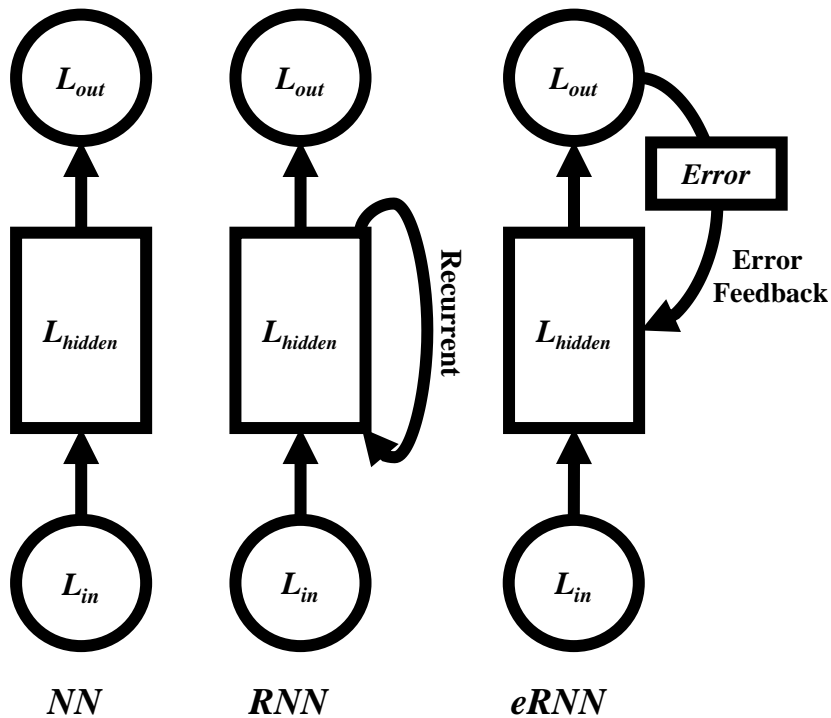 L_out L_out L_out
Error
Recurrent
Error
Feedback
L_hidden L_hidden L_hidden
L_in L_in L_in
NN RNN eRNN